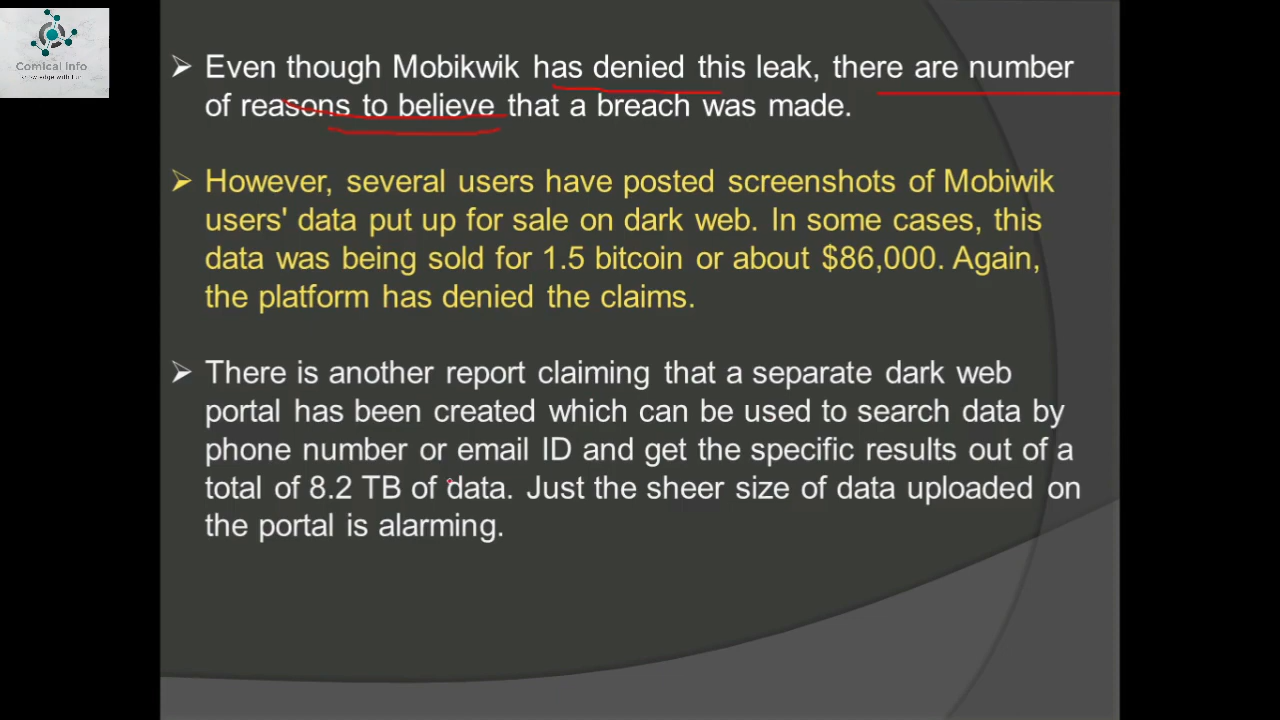 Comical Info
Even though Mobikwik has denied this leak, there are number
of reasons to believe that a breach was made.
However, several users have posted screenshots of Mobiwik
users' data put up for sale on dark web. In some cases, this
data was being sold for 1.5 bitcoin or about $86,000. Again,
the platform has denied the claims.
There is another report claiming that a separate dark web
portal has been created which can be used to search data by
phone number or email ID and get the specific results out of a
total of 8.2 TB of data. Just the sheer size of data uploaded on
the portal is alarming.